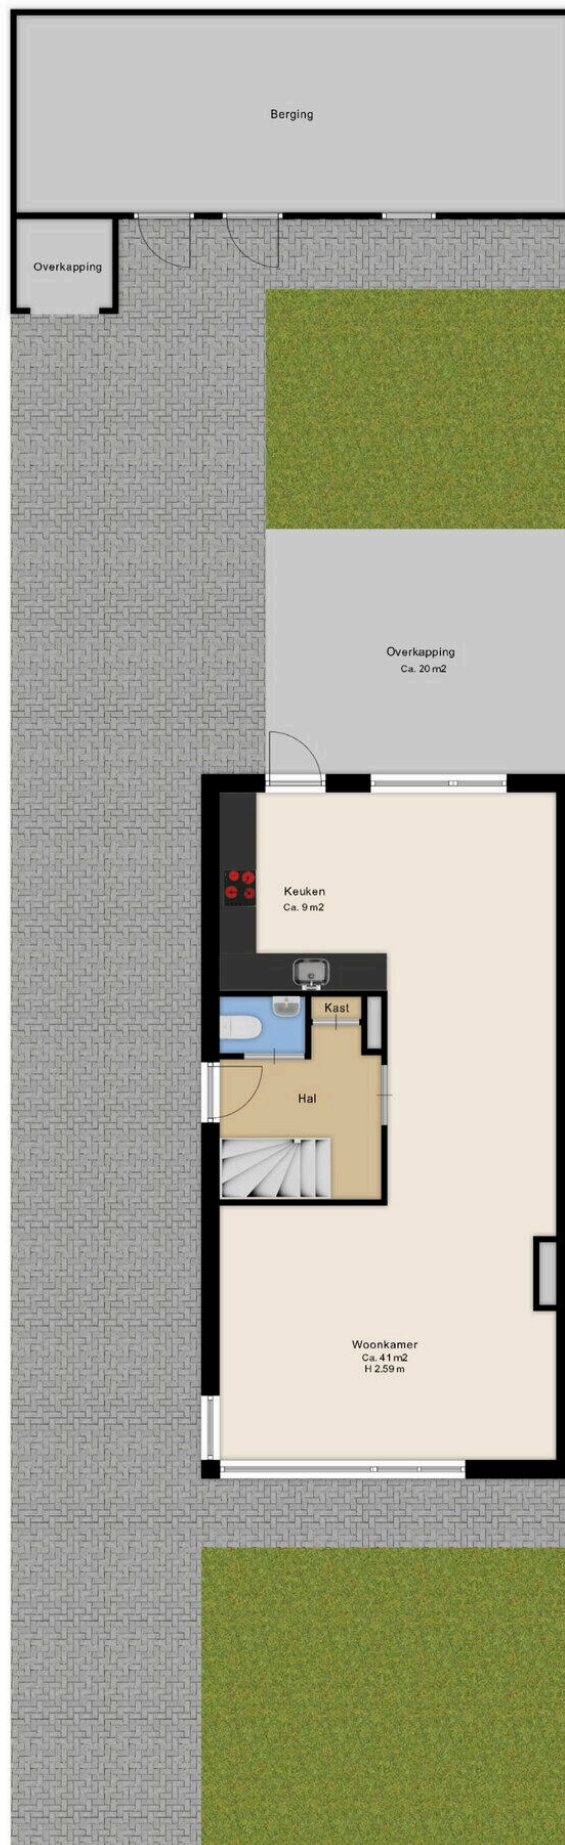 Berging
Overkapping
Overkapping
Ca. 20 m2
Keuken
Ca. 9 m2
Kast
Hal
Woonkamer
Ca. 41 m2
H 2.59 m